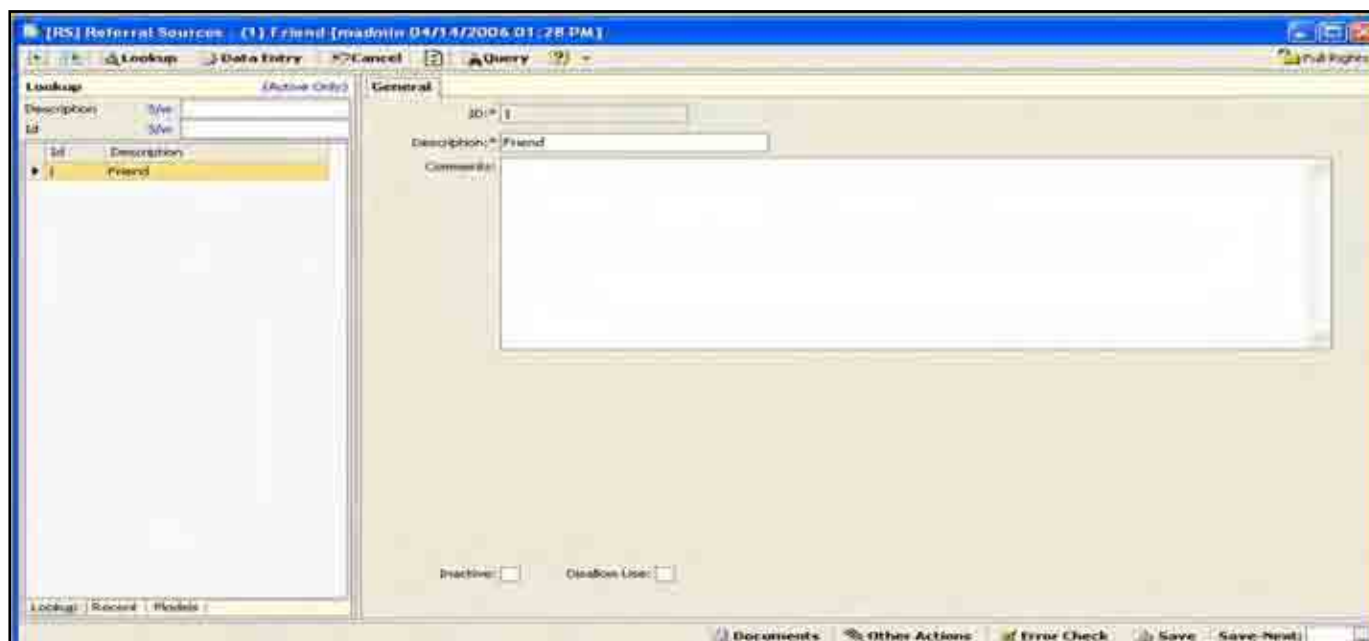 [RS] Referral Sources - (1) Friend [madmin 04/14/2006 01:28 PM]
Lookup Data Entry Cancel Query Full Rights
Lookup (Active Only)
Description S/w
Id S/w
Id Description
1 Friend
Lookup Recent Models
General
ID:* 1
Description:* Friend
Comments:
Inactive: Disallow Use:
Documents Other Actions Error Check Save Save-Next: